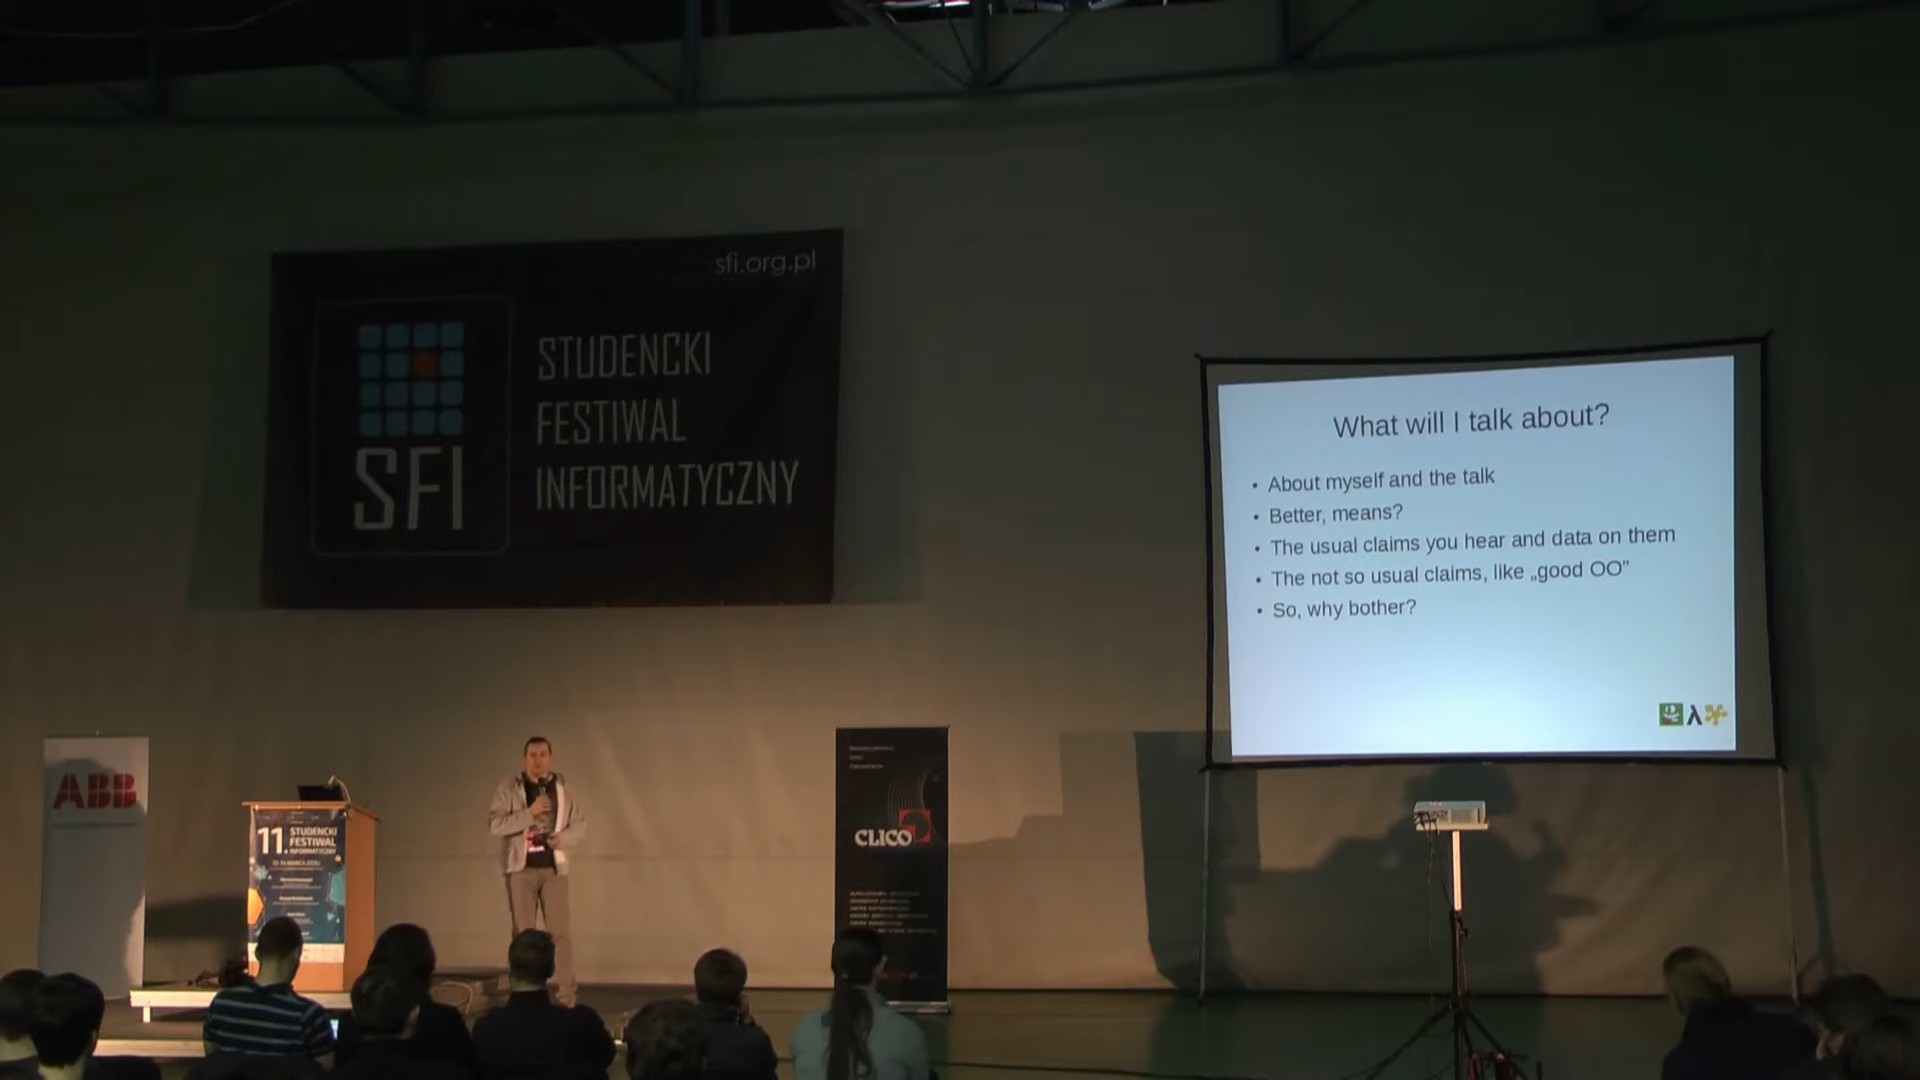 sfi.org.pl
STUDENCKI
FESTIWAL
INFORMATYCZNY
SFI
What will I talk about?
• About myself and the talk
• Better, means?
• The usual claims you hear and data on them
• The not so usual claims, like „good OO”
• So, why bother?
λ
ABB
11.
STUDENCKI
FESTIWAL
INFORMATYCZNY
CLICO